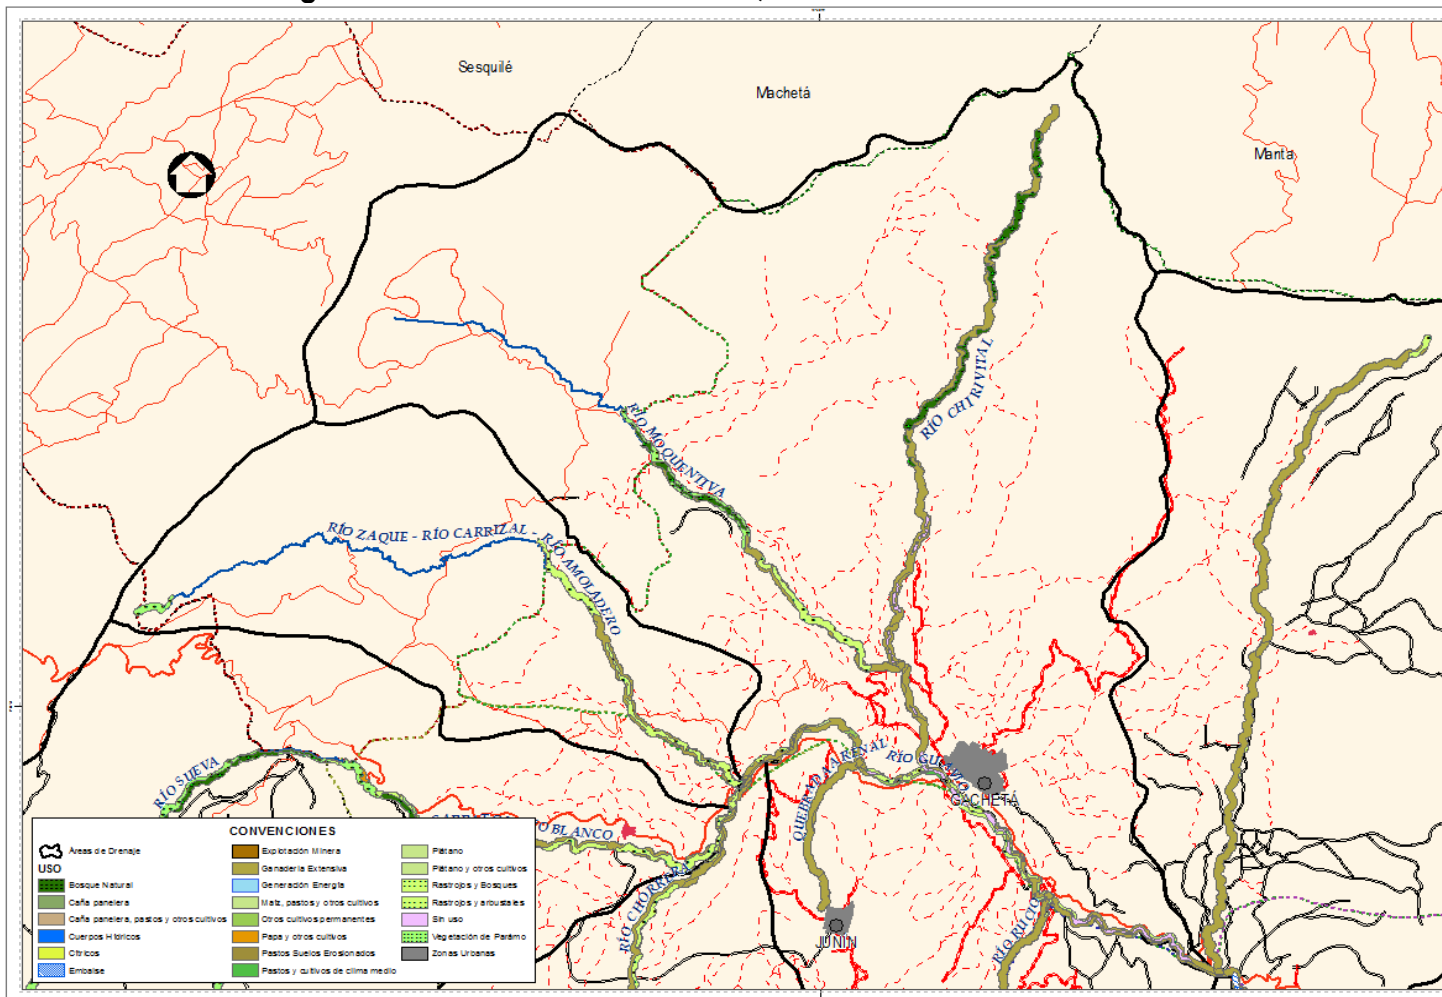 Sesquilé
Machetá
Manta
RÍO CHIRIVITAL
RÍO MOQUENTIVA
RÍO ZAQUE - RÍO CARRIZAL - RÍO AMOLADERO
RÍO SUEVA
QUEBRADA ARENAL
RÍO GUAVIO
GACHETÁ
BLANCO
RÍO CHORRERA
RÍO RUCIO
JUNÍN
CONVENCIONES
Áreas de Drenaje
USO
Bosque Natural
Caña panelera
Caña panelera, pastos y otros cultivos
Cuerpos Hídricos
Cítricos
Embalse
Explotación Minera
Ganadería Extensiva
Generación Energía
Maíz, pastos y otros cultivos
Otros cultivos permanentes
Papa y otros cultivos
Pastos Suelos Erosionados
Pastos y cultivos de clima medio
Plátano
Plátano y otros cultivos
Rastrojos y Bosques
Rastrojos y arbustales
Sin uso
Vegetación de Paramo
Zonas Urbanas